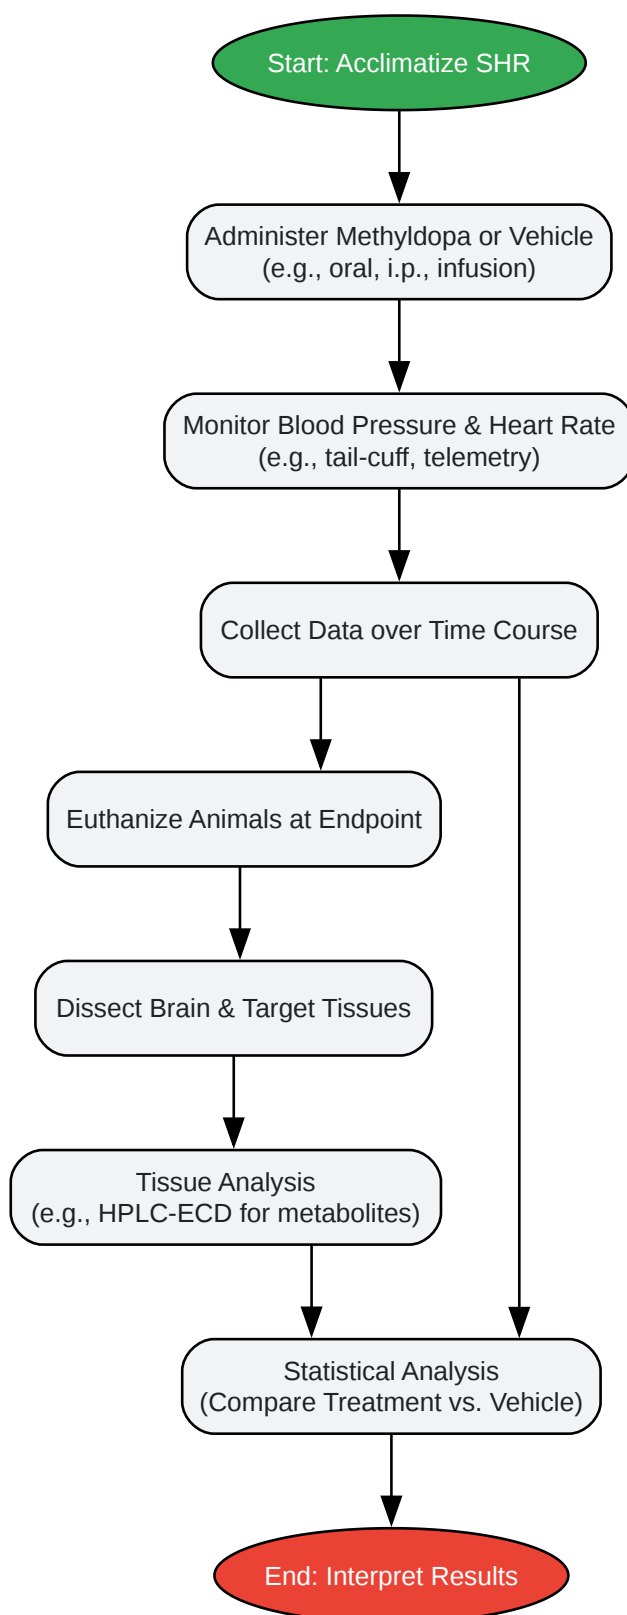 Start: Acclimatize SHR
Administer Methyldopa or Vehicle
(e.g., oral, i.p., infusion)
Monitor Blood Pressure & Heart Rate
(e.g., tail-cuff, telemetry)
Collect Data over Time Course
Euthanize Animals at Endpoint
Dissect Brain & Target Tissues
Tissue Analysis
(e.g., HPLC-ECD for metabolites)
Statistical Analysis
(Compare Treatment vs. Vehicle)
End: Interpret Results